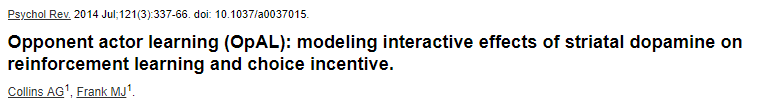 Psychol Rev. 2014 Jul;121(3):337-66. doi: 10.1037/a0037015.
Opponent actor learning (OpAL): modeling interactive effects of striatal dopamine on
reinforcement learning and choice incentive.
Collins AG1, Frank MJ1.